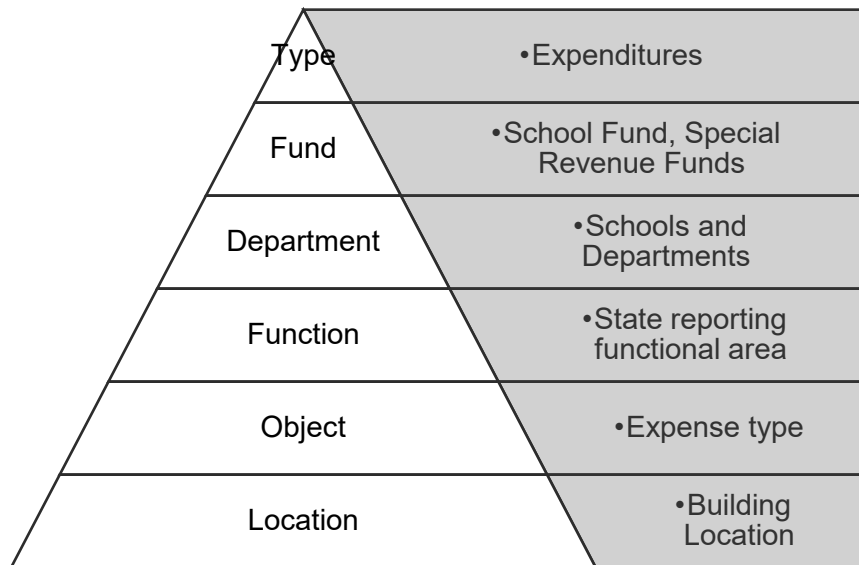 Type
•Expenditures
Fund
•School Fund, Special
Revenue Funds
Department
•Schools and
Departments
Function
•State reporting
functional area
Object
•Expense type
Location
•Building
Location